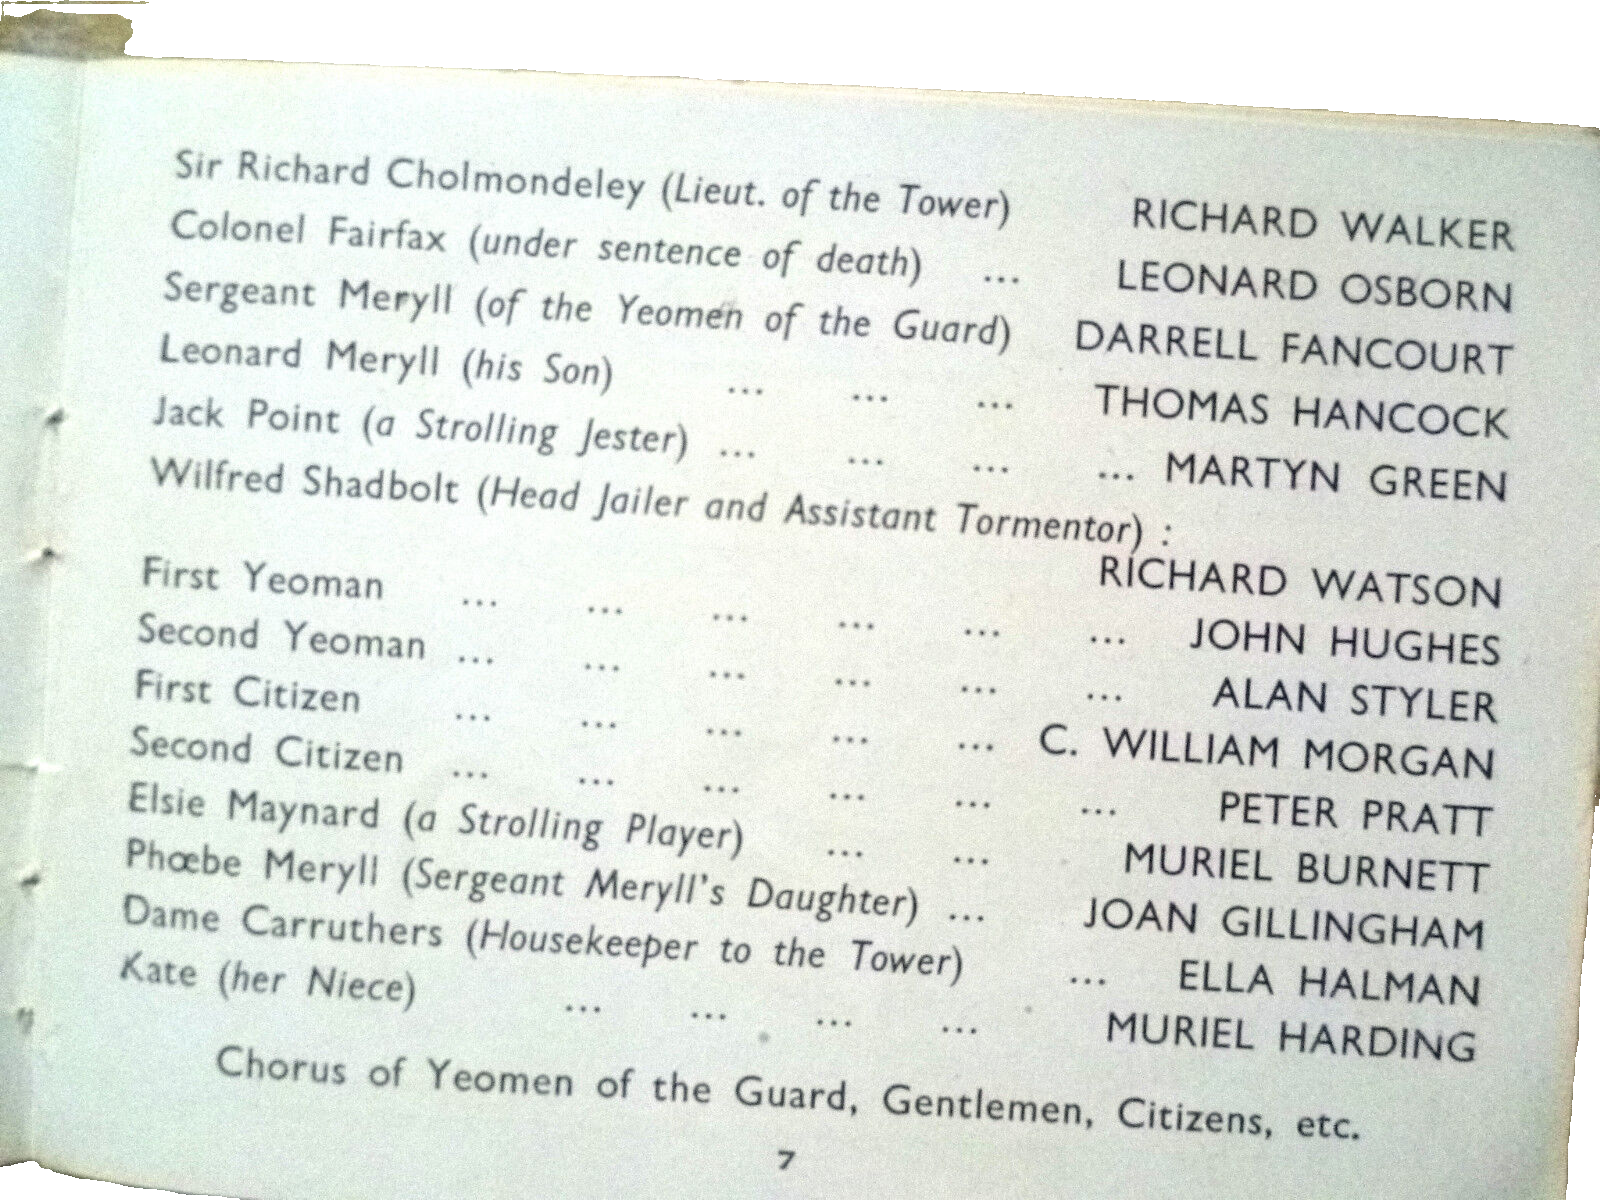 Sir Richard Cholmondeley (Lieut. of the Tower) RICHARD WALKER
Colonel Fairfax (under sentence of death) ... LEONARD OSBORN
Sergeant Meryll (of the Yeomen of the Guard) DARRELL FANCOURT
Leonard Meryll (his Son) ... ... ... THOMAS HANCOCK
Jack Point (a Strolling Jester) ... ... ... ... MARTYN GREEN
Wilfred Shadbolt (Head Jailer and Assistant Tormentor) :
RICHARD WATSON
First Yeoman ... ... ... ... ... ... JOHN HUGHES
Second Yeoman ... ... ... ... ... ... ALAN STYLER
First Citizen ... ... ... ... ... C. WILLIAM MORGAN
Second Citizen ... ... ... ... ... ... PETER PRATT
Elsie Maynard (a Strolling Player) ... ... MURIEL BURNETT
Phœbe Meryll (Sergeant Meryll's Daughter) ... JOAN GILLINGHAM
Dame Carruthers (Housekeeper to the Tower) ... ELLA HALMAN
Kate (her Niece) ... ... ... ... MURIEL HARDING
Chorus of Yeomen of the Guard, Gentlemen, Citizens, etc.
7